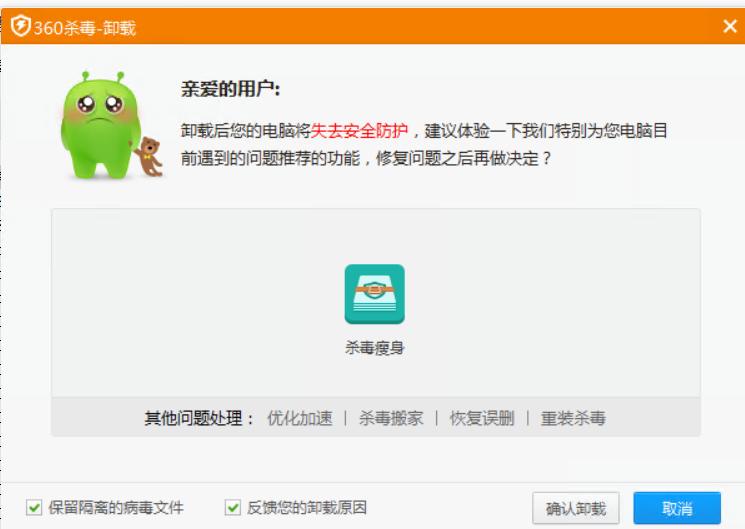 360杀毒-卸载
亲爱的用户:
卸载后您的电脑将失去安全防护，建议体验一下我们特别为您电脑目
前遇到的问题推荐的功能，修复问题之后再做决定？
杀毒瘦身
其他问题处理： 优化加速 | 杀毒搬家 | 恢复误删 | 重装杀毒
保留隔离的病毒文件 反馈您的卸载原因 确认卸载 取消